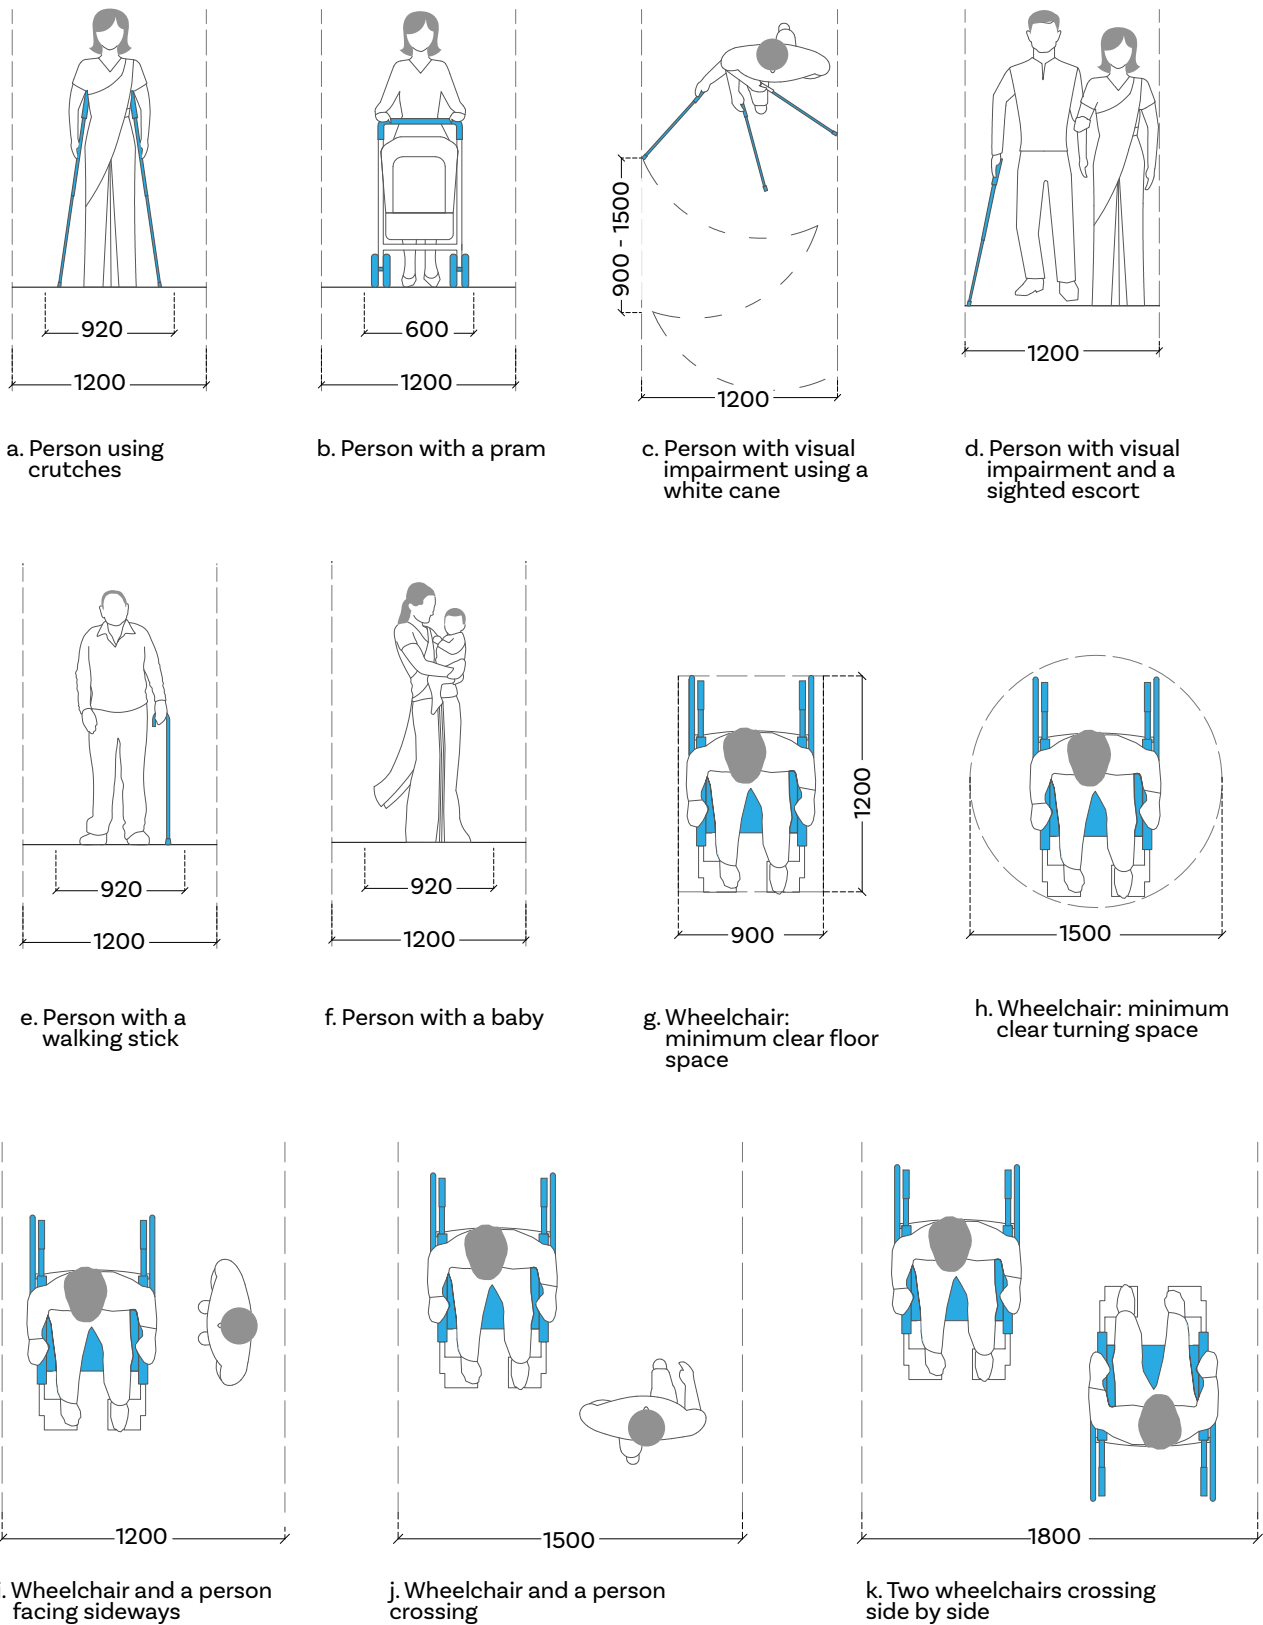 920
1200
600
1200
900 - 1500
1200
1200
a. Person using
crutches
b. Person with a pram
c. Person with visual
impairment using a
white cane
d. Person with visual
impairment and a
sighted escort
920
1200
920
1200
1200
900
1500
e. Person with a
walking stick
f. Person with a baby
g. Wheelchair:
minimum clear floor
space
h. Wheelchair: minimum
clear turning space
1200
1500
1800
i. Wheelchair and a person
facing sideways
j. Wheelchair and a person
crossing
k. Two wheelchairs crossing
side by side